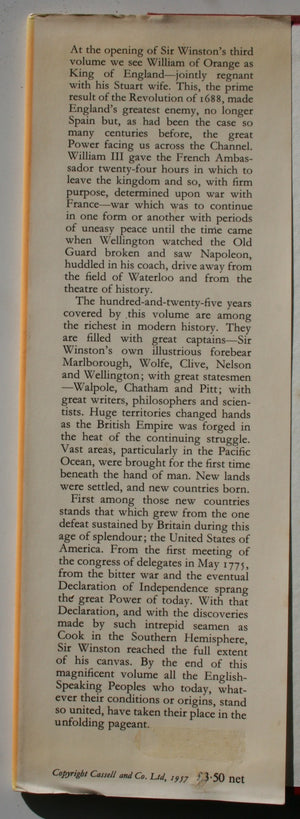 At the opening of Sir Winston's third
volume we see William of Orange as
King of England—jointly regnant
with his Stuart wife. This, the prime
result of the Revolution of 1688, made
England's greatest enemy, no longer
Spain but, as had been the case so
many centuries before, the great
Power facing us across the Channel.
William III gave the French Ambas-
sador twenty-four hours in which to
leave the kingdom and so, with firm
purpose, determined upon war with
France—war which was to continue
in one form or another with periods
of uneasy peace until the time came
when Wellington watched the Old
Guard broken and saw Napoleon,
huddled in his coach, drive away from
the field of Waterloo and from the
theatre of history.
The hundred-and-twenty-five years
covered by this volume are among
the richest in modern history. They
are filled with great captains—Sir
Winston's own illustrious forebear
Marlborough, Wolfe, Clive, Nelson
and Wellington; with great statesmen
—Walpole, Chatham and Pitt; with
great writers, philosophers and scien-
tists. Huge territories changed hands
as the British Empire was forged in
the heat of the continuing struggle.
Vast areas, particularly in the Pacific
Ocean, were brought for the first time
beneath the hand of man. New lands
were settled, and new countries born.
First among those new countries
stands that which grew from the one
defeat sustained by Britain during this
age of splendour; the United States of
America. From the first meeting of
the congress of delegates in May 1775,
from the bitter war and the eventual
Declaration of Independence sprang
the great Power of today. With that
Declaration, and with the discoveries
made by such intrepid seamen as
Cook in the Southern Hemisphere,
Sir Winston reached the full extent
of his canvas. By the end of this
magnificent volume all the English-
Speaking Peoples who today, what-
ever their conditions or origins, stand
so united, have taken their place in the
unfolding pageant.
Copyright Cassell and Co. Ltd, 1957 £3·50 net